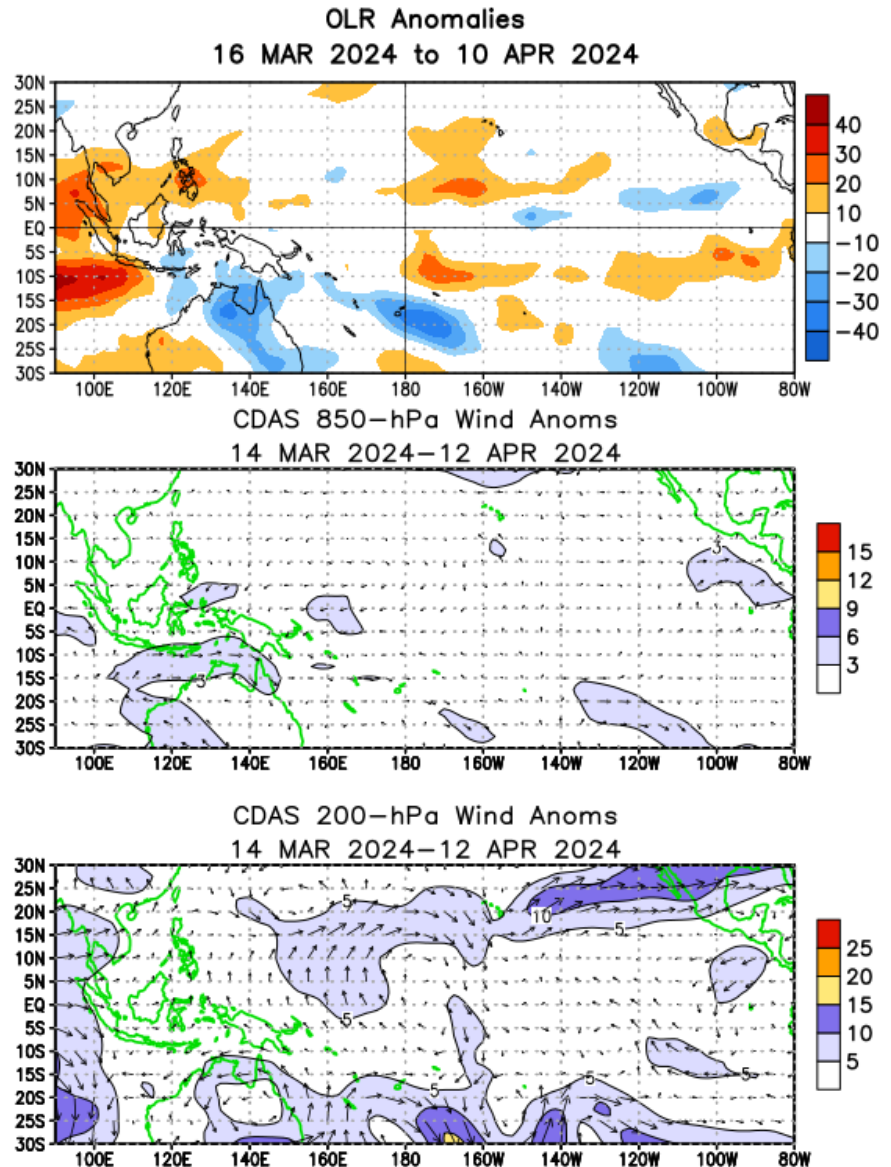 OLR Anomalies
16 MAR 2024 to 10 APR 2024
30N
25N
20N
15N
10N
5N
EQ
5S
10S
15S
20S
25S
30S
100E 120E 140E 160E 180 160W 140W 120W 100W 80W
40
30
20
10
-10
-20
-30
-40
CDAS 850-hPa Wind Anoms
14 MAR 2024-12 APR 2024
30N
25N
20N
15N
10N
5N
EQ
5S
10S
15S
20S
25S
30S
3
3
100E 120E 140E 160E 180 160W 140W 120W 100W 80W
15
12
9
6
3
CDAS 200-hPa Wind Anoms
14 MAR 2024-12 APR 2024
30N
25N
20N
15N
10N
5N
EQ
5S
10S
15S
20S
25S
30S
5
10
5
5
5
5
5
100E 120E 140E 160E 180 160W 140W 120W 100W 80W
25
20
15
10
5